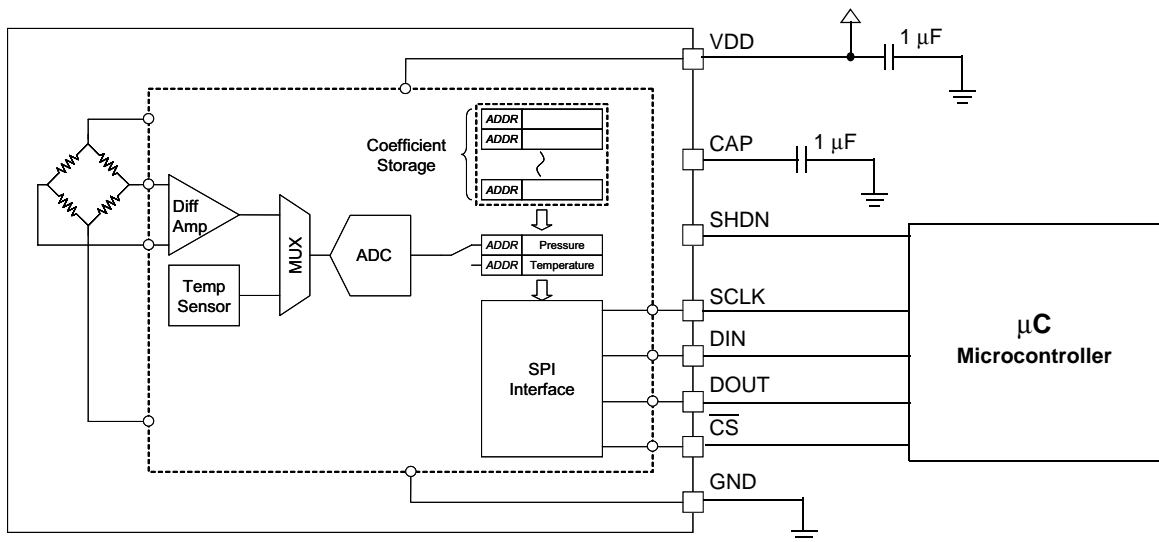 VDD
1 μF
CAP
1 μF
Coefficient
Storage
ADDR
ADDR
ADDR
Diff
Amp
MUX
ADC
ADDR Pressure
ADDR Temperature
Temp
Sensor
SHDN
SCLK
DIN
DOUT
CS
GND
SPI
Interface
μC
Microcontroller